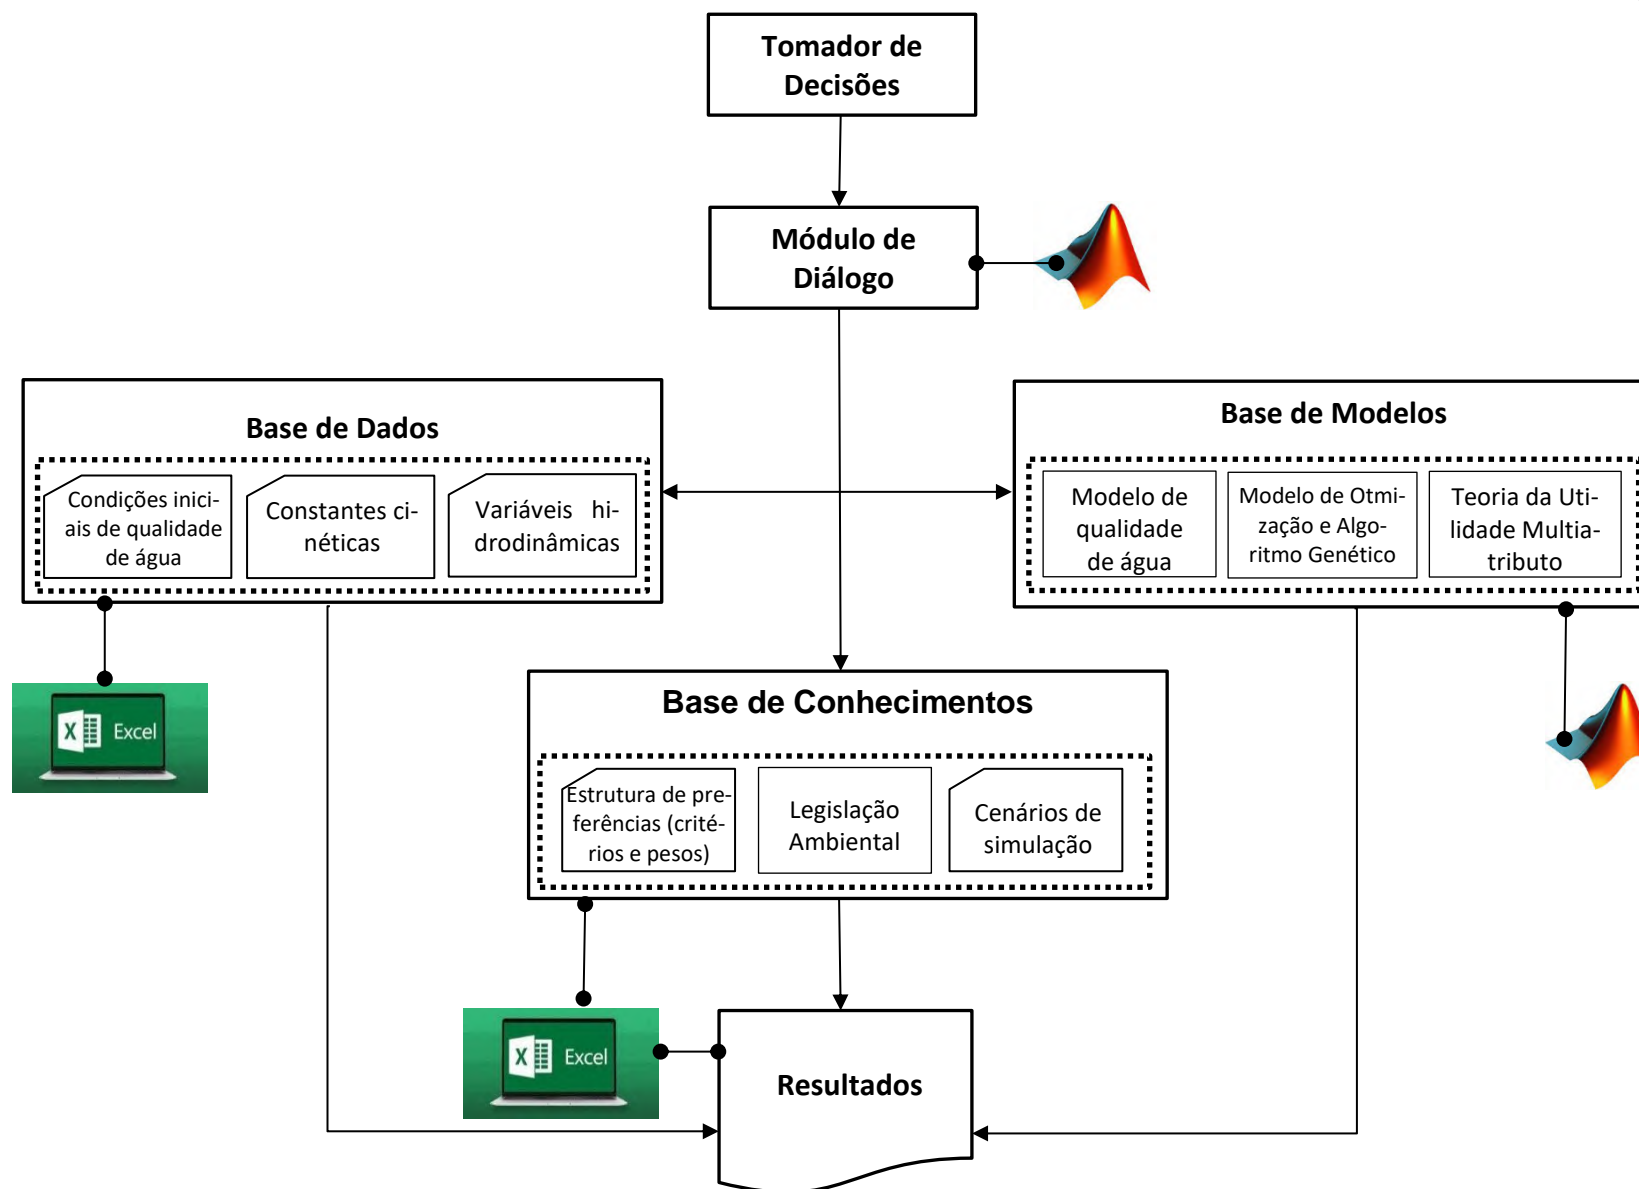 Tomador de
Decisões
Módulo de
Diálogo
Base de Dados
Condições inici-
ais de qualidade
de água
Constantes ci-
néticas
Variáveis hi-
drodinâmicas
Base de Modelos
Modelo de
qualidade
de água
Modelo de Otmi-
zação e Algo-
ritmo Genético
Teoria da Uti-
lidade Multia-
tributo
X
Excel
Base de Conhecimentos
Estrutura de pre-
ferências (crité-
rios e pesos)
Legislação
Ambiental
Cenários de
simulação
X
Excel
Resultados